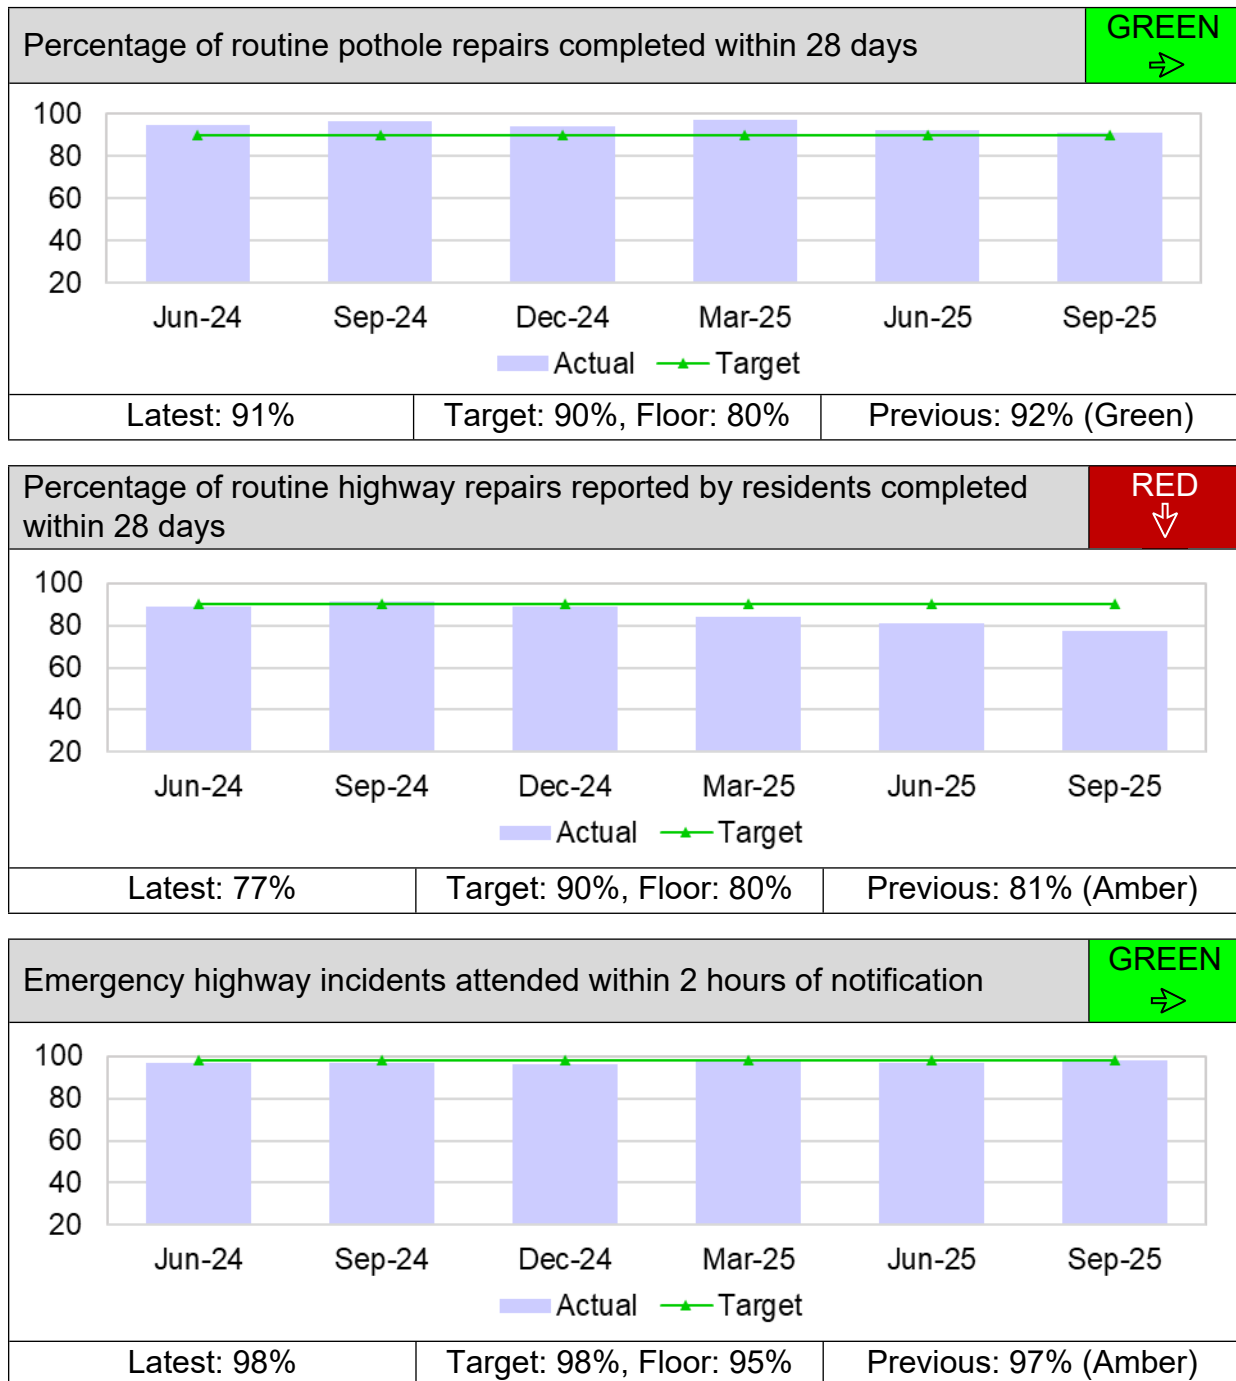 Percentage of routine pothole repairs completed within 28 days
GREEN
100
80
60
40
20
Jun-24 Sep-24 Dec-24 Mar-25 Jun-25 Sep-25
Actual Target
Latest: 91% Target: 90%, Floor: 80% Previous: 92% (Green)
Percentage of routine highway repairs reported by residents completed
within 28 days
RED
100
80
60
40
20
Jun-24 Sep-24 Dec-24 Mar-25 Jun-25 Sep-25
Actual Target
Latest: 77% Target: 90%, Floor: 80% Previous: 81% (Amber)
Emergency highway incidents attended within 2 hours of notification
GREEN
100
80
60
40
20
Jun-24 Sep-24 Dec-24 Mar-25 Jun-25 Sep-25
Actual Target
Latest: 98% Target: 98%, Floor: 95% Previous: 97% (Amber)